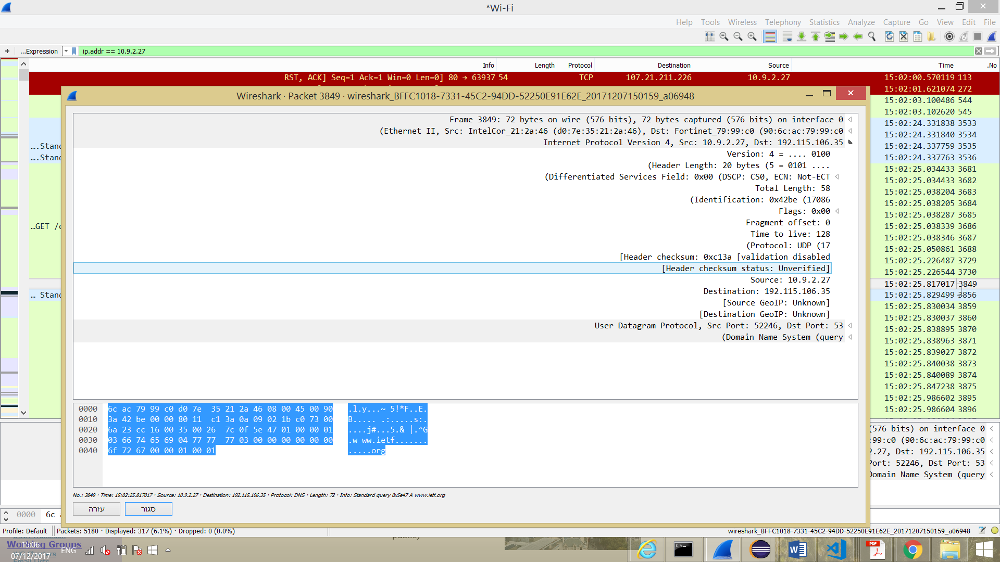 *Wi-Fi
Help Tools Wireless Telephony Statistics Analyze Capture Go View Edit File
+ ...Expression ip.addr == 10.9.2.27
Info Length Protocol Destination Source Time .No
RST, ACK] Seq=1 Ack=1 Win=0 Len=0] 80 → 63937 54 TCP 107.21.211.226 10.9.2.27 15:02:00.570119 113
15:02:01.621074 272
15:02:03.100486 544
15:02:03.102620 545
15:02:24.331838 3533
15:02:24.331840 3534
….Stand 15:02:24.337759 3535
….Stand 15:02:24.337763 3536
15:02:25.034433 3681
15:02:25.034433 3682
15:02:25.038204 3683
15:02:25.038205 3684
15:02:25.038287 3685
…GET / 15:02:25.038339 3686
15:02:25.038346 3687
15:02:25.050861 3688
15:02:25.226487 3729
15:02:25.226544 3730
15:02:25.817017 3849
… Stand 15:02:25.829499 3856
15:02:25.830034 3859
15:02:25.830037 3860
15:02:25.838895 3870
15:02:25.838963 3871
15:02:25.839027 3872
15:02:25.840038 3873
15:02:25.840089 3874
15:02:25.847238 3875
15:02:25.986602 3895
15:02:25.986604 3896
Wireshark · Packet 3849 · wireshark_BFFC1018-7331-45C2-94DD-52250E91E62E_20171207150159_a06948
Frame 3849: 72 bytes on wire (576 bits), 72 bytes captured (576 bits) on interface 0
(Ethernet II, Src: IntelCor_21:2a:46 (d0:7e:35:21:2a:46), Dst: Fortinet_79:99:c0 (90:6c:ac:79:99:c0
Internet Protocol Version 4, Src: 10.9.2.27, Dst: 192.115.106.35
Version: 4 = .... 0100
(Header Length: 20 bytes (5 = 0101 ....
(Differentiated Services Field: 0x00 (DSCP: CS0, ECN: Not-ECT
Total Length: 58
(Identification: 0x42be (17086
Flags: 0x00
Fragment offset: 0
Time to live: 128
(Protocol: UDP (17
[Header checksum: 0xc13a [validation disabled
[Header checksum status: Unverified]
Source: 10.9.2.27
Destination: 192.115.106.35
[Source GeoIP: Unknown]
[Destination GeoIP: Unknown]
User Datagram Protocol, Src Port: 52246, Dst Port: 53
(Domain Name System (query
0000 6c ac 79 99 c0 d0 7e 35 21 2a 46 08 00 45 00 90 .l.y...~ 5!*F..E.
0010 3a 42 be 00 00 80 11 c1 3a 0a 09 02 1b c0 73 00 B..... .:.....s:.
0020 6a 23 cc 16 00 35 00 26 7c 0f 5e 47 01 00 00 01 ....j#...5.& |.^G
0030 03 66 74 65 69 04 77 77 77 03 00 00 00 00 00 00 .w ww.ietf.......
0040 6f 72 67 00 00 01 00 01 .....org
No.: 3849 · Time: 15:02:25.817017 · Source: 10.9.2.27 · Destination: 192.115.106.35 · Protocol: DNS · Length: 72 · Info: Standard query 0x5e47 A www.ietf.org
עזרה סגור
(576 bits) on interface 0
:99:c0 (90:6c:ac:79:99:c0
2.27, Dst: 192.115.106.35
Port: 52246, Dst Port: 53
Domain Name System (query
0000 6c
Profile: Default Packets: 5180 · Displayed: 317 (6.1%) · Dropped: 0 (0.0%) wireshark_BFFC1018-7331-45C2-94DD-52250E91E62E_20171207150159_a06948
Working Groups
WG Charters
Email Lists
15:06
07/12/2017
ENG
PDF